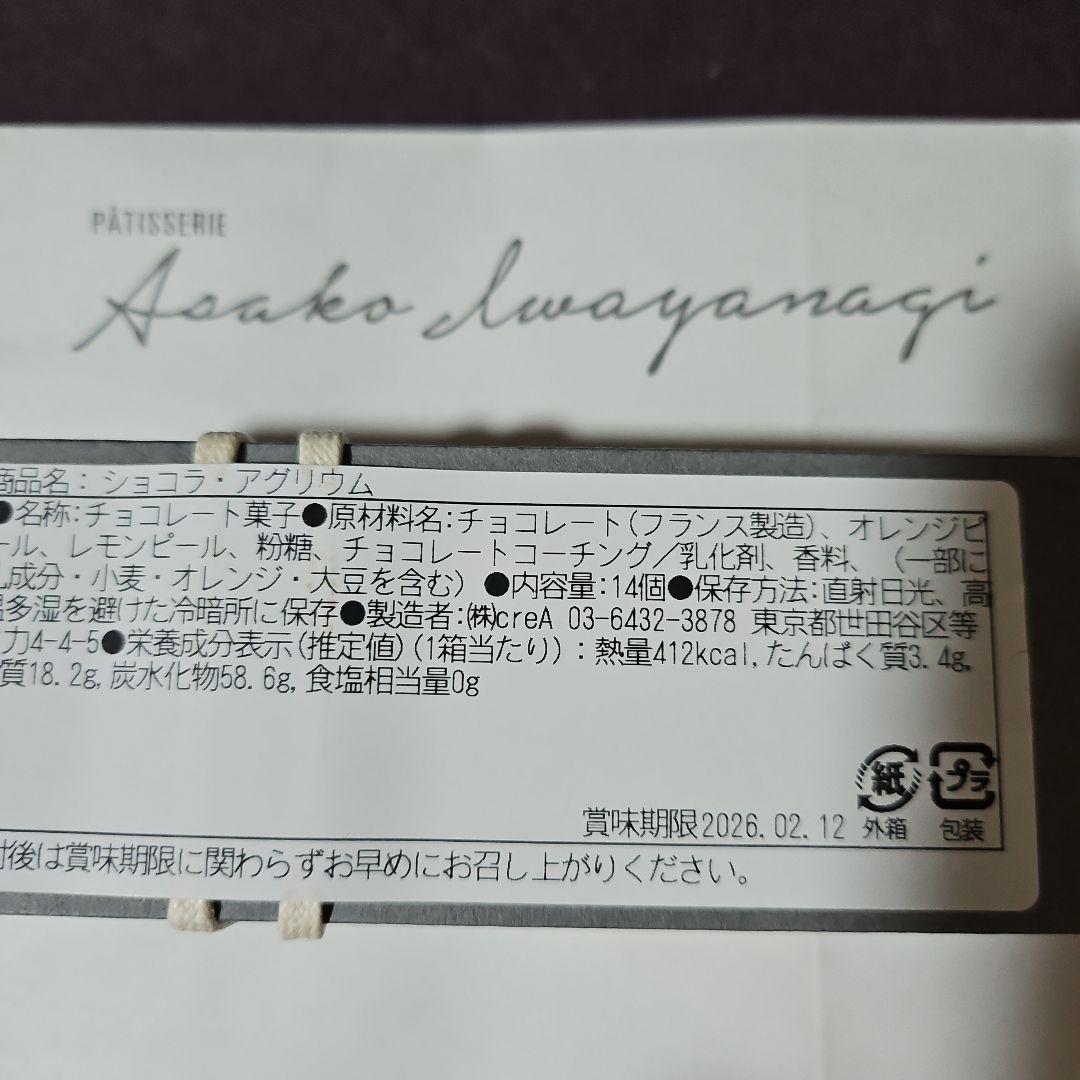 PÂTISSERIE
Asako Iwayanagi
商品名：ショコラ・アグリウム
●名称:チョコレート菓子●原材料名:チョコレート(フランス製造)、オレンジピ
ール、レモンピール、粉糖、チョコレートコーチング/乳化剤、香料、(一部に
乳成分・小麦・オレンジ・大豆を含む) ●内容量:14個●保存方法:直射日光、高
温多湿を避けた冷暗所に保存●製造者:㈱creA 03-6432-3878 東京都世田谷区等
力4-4-5●栄養成分表示(推定値)(1箱当たり)：熱量412kcal,たんぱく質3.4g,
質18.2g,炭水化物58.6g,食塩相当量0g
紙 プラ
賞味期限2026.02.12 外箱 包装
封後は賞味期限に関わらずお早めにお召し上がりください。